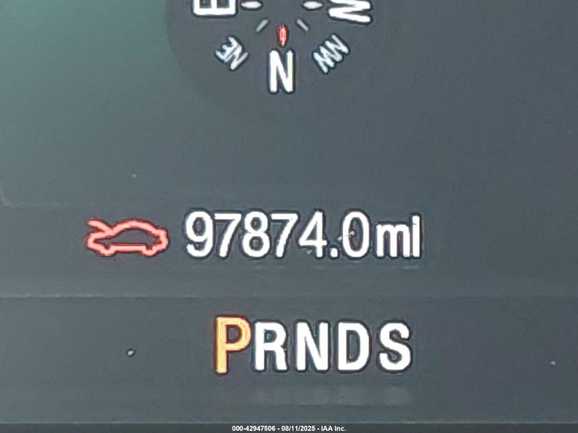 E W
NE NW
N
97874.0mi
PRNDS
000-42947506 - 08/11/2025 - IAA Inc.